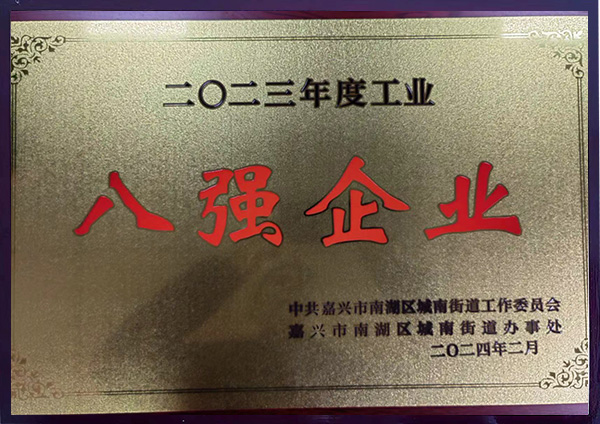 二〇二三年度工业
八强企业
中共嘉兴市南湖区城南街道工作委员会
嘉兴市南湖区城南街道办事处
二〇二四年二月